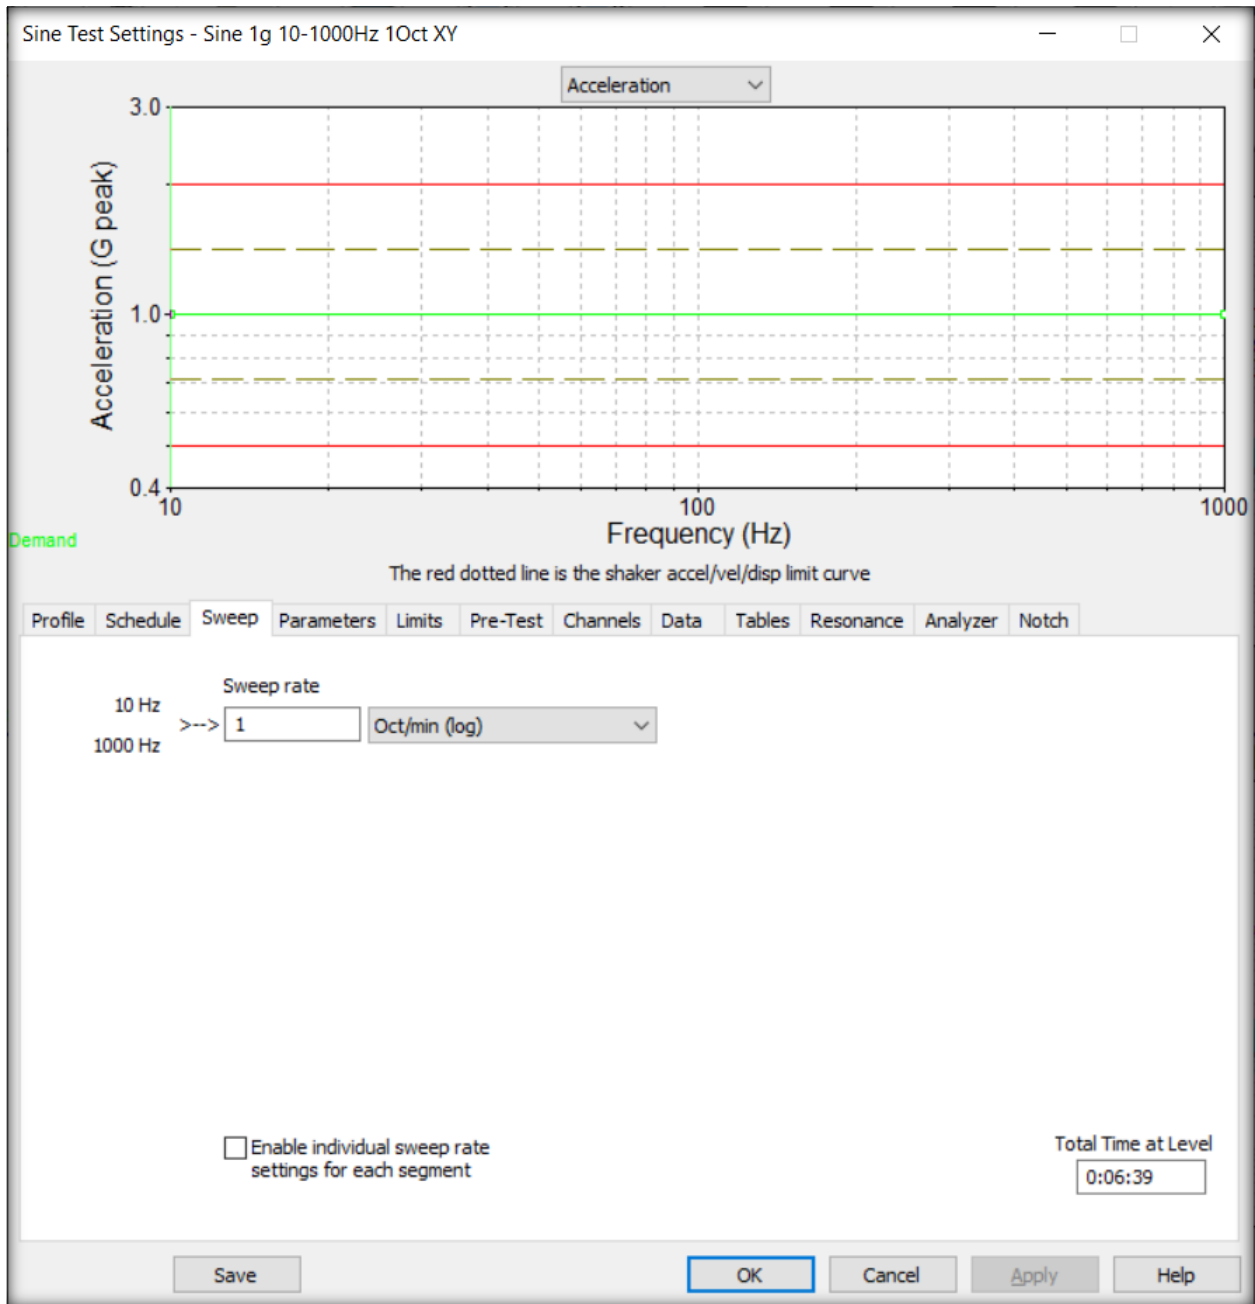 Sine Test Settings - Sine 1g 10-1000Hz 1Oct XY
Acceleration
3.0
Acceleration (G peak)
1.0
0.4
10
100
1000
Frequency (Hz)
Demand
The red dotted line is the shaker accel/vel/disp limit curve
Profile Schedule Sweep Parameters Limits Pre-Test Channels Data Tables Resonance Analyzer Notch
Sweep rate
10 Hz
>--> 1 Oct/min (log)
1000 Hz
Enable individual sweep rate
settings for each segment
Total Time at Level
0:06:39
Save OK Cancel Apply Help